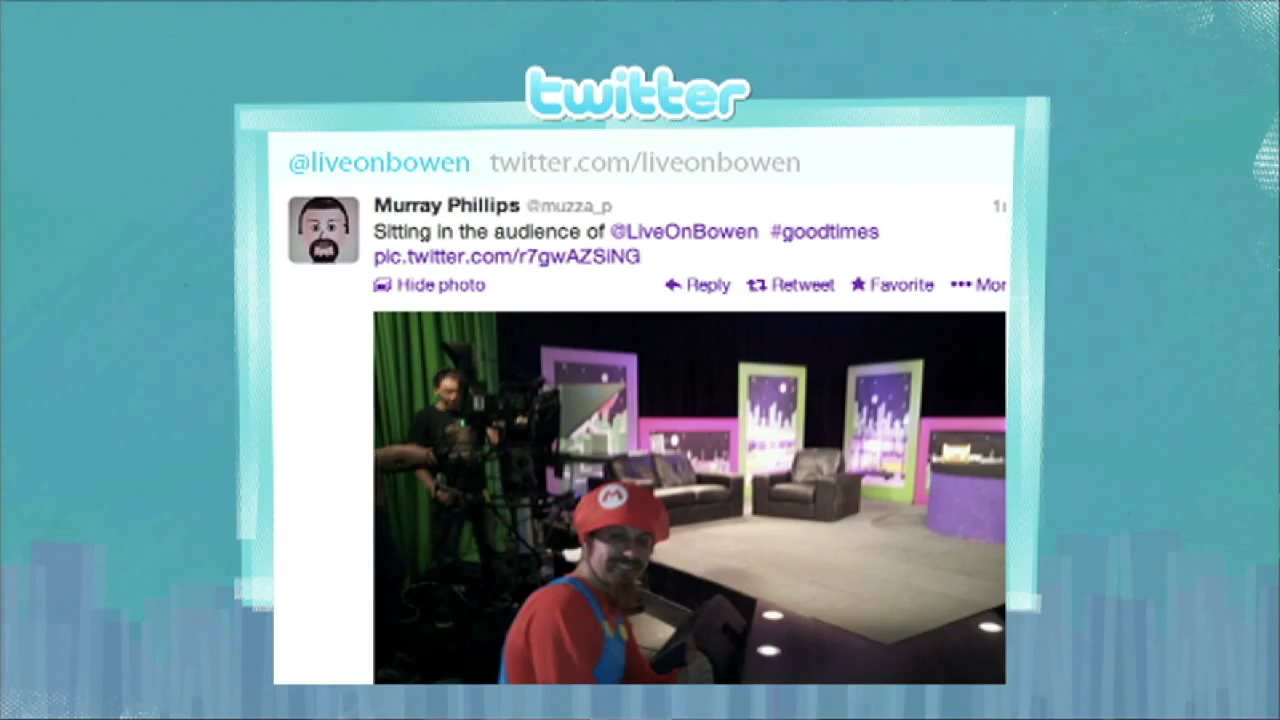 twitter
@liveonbowen twitter.com/liveonbowen
Murray Phillips @muzza_p
Sitting in the audience of @LiveOnBowen #goodtimes
pic.twitter.com/r7gwAZSiNG
Hide photo Reply Retweet Favorite ••• Mor
M